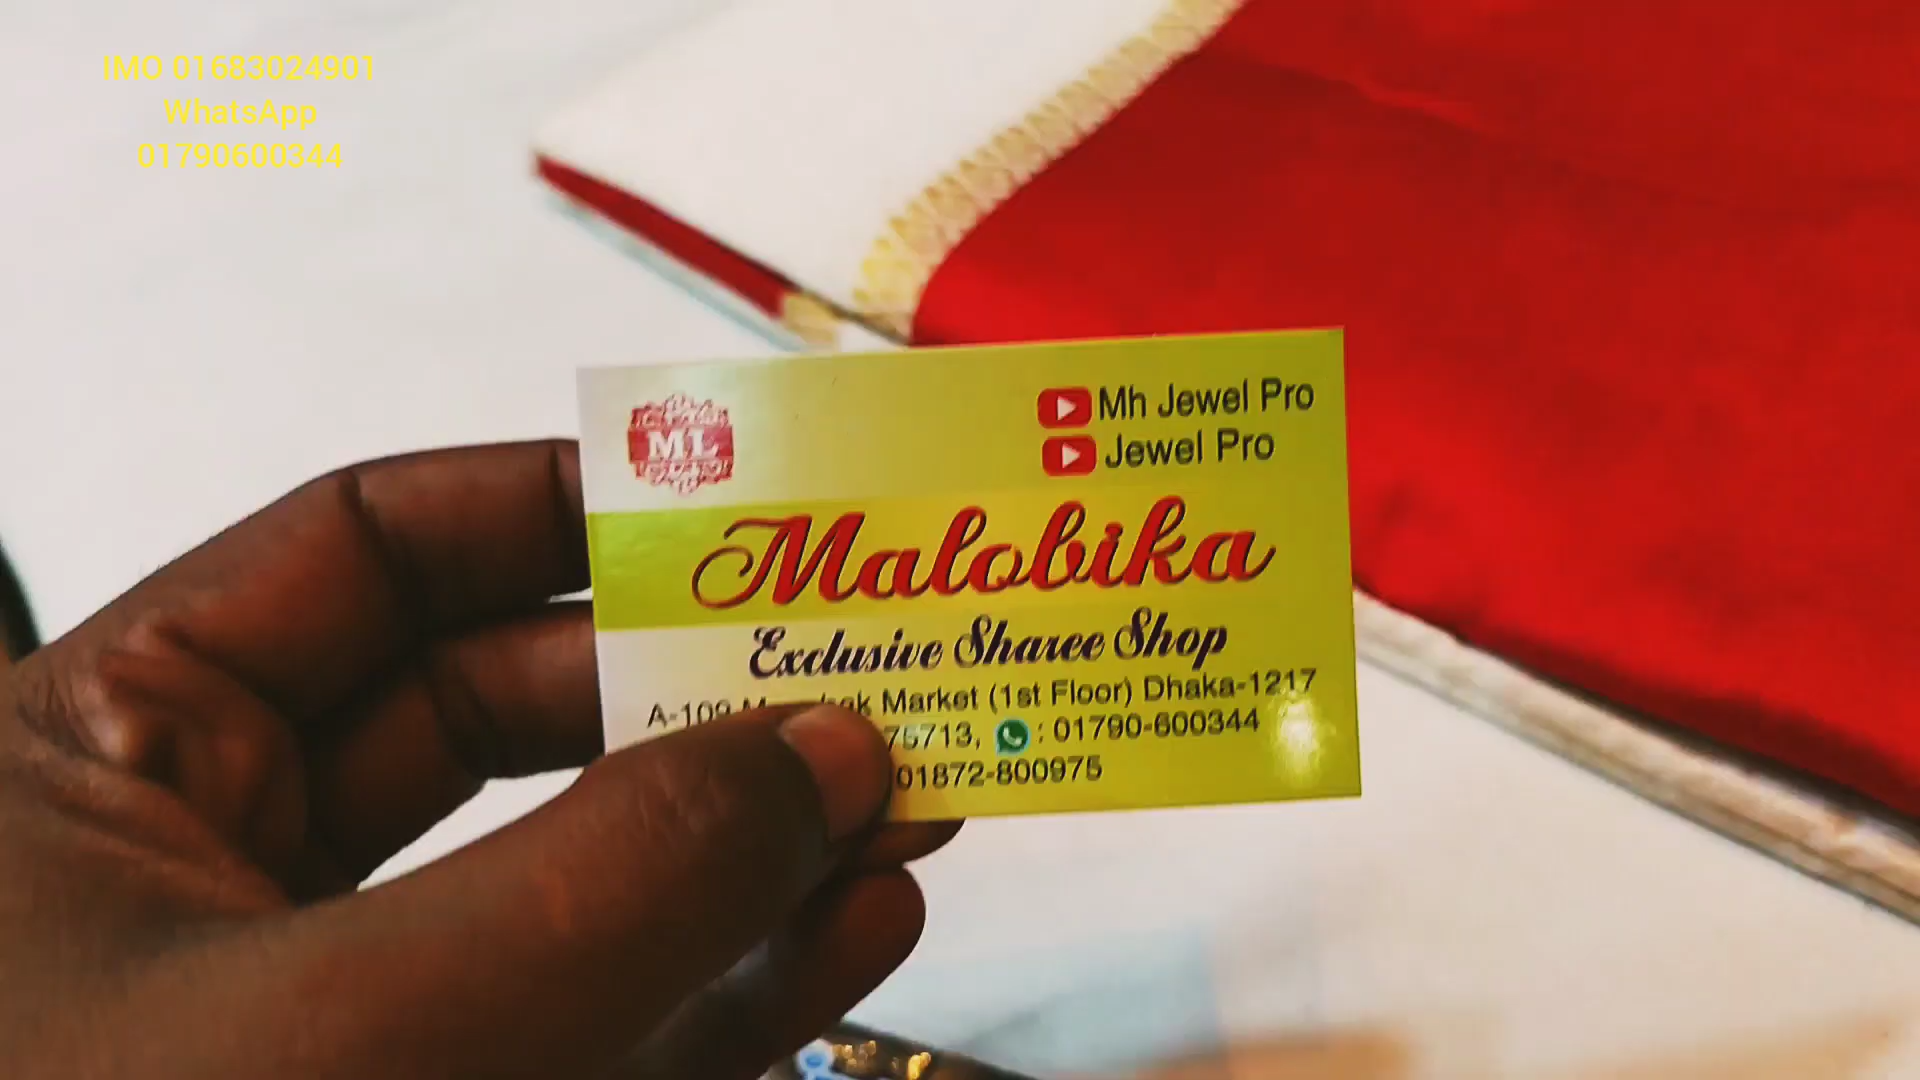 IMO 01683024901
WhatsApp
01790600344
ML
Mh Jewel Pro
Jewel Pro
Malobika
Exclusive Sharee Shop
A-109 Market (1st Floor) Dhaka-1217
75713, : 01790-600344
01872-800975